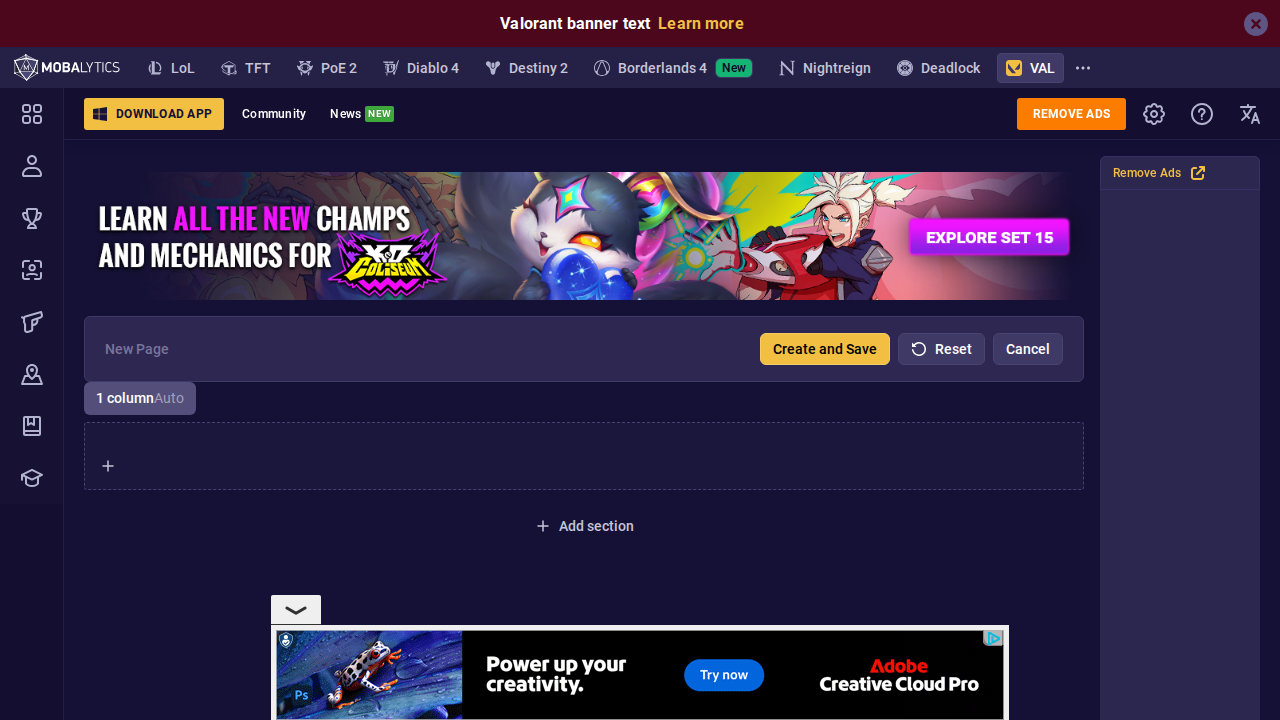 Valorant banner text Learn more
MOBALYTICS LoL TFT PoE 2 Diablo 4 Destiny 2 Borderlands 4 New Nightreign Deadlock VAL
DOWNLOAD APP Community News NEW REMOVE ADS
Remove Ads
LEARN ALL THE NEW CHAMPS
AND MECHANICS FOR K.O. COLISEUM
EXPLORE SET 15
New Page Create and Save Reset Cancel
1 column Auto
Add section
Ps
Power up your
creativity.
Try now
Adobe
Creative Cloud Pro